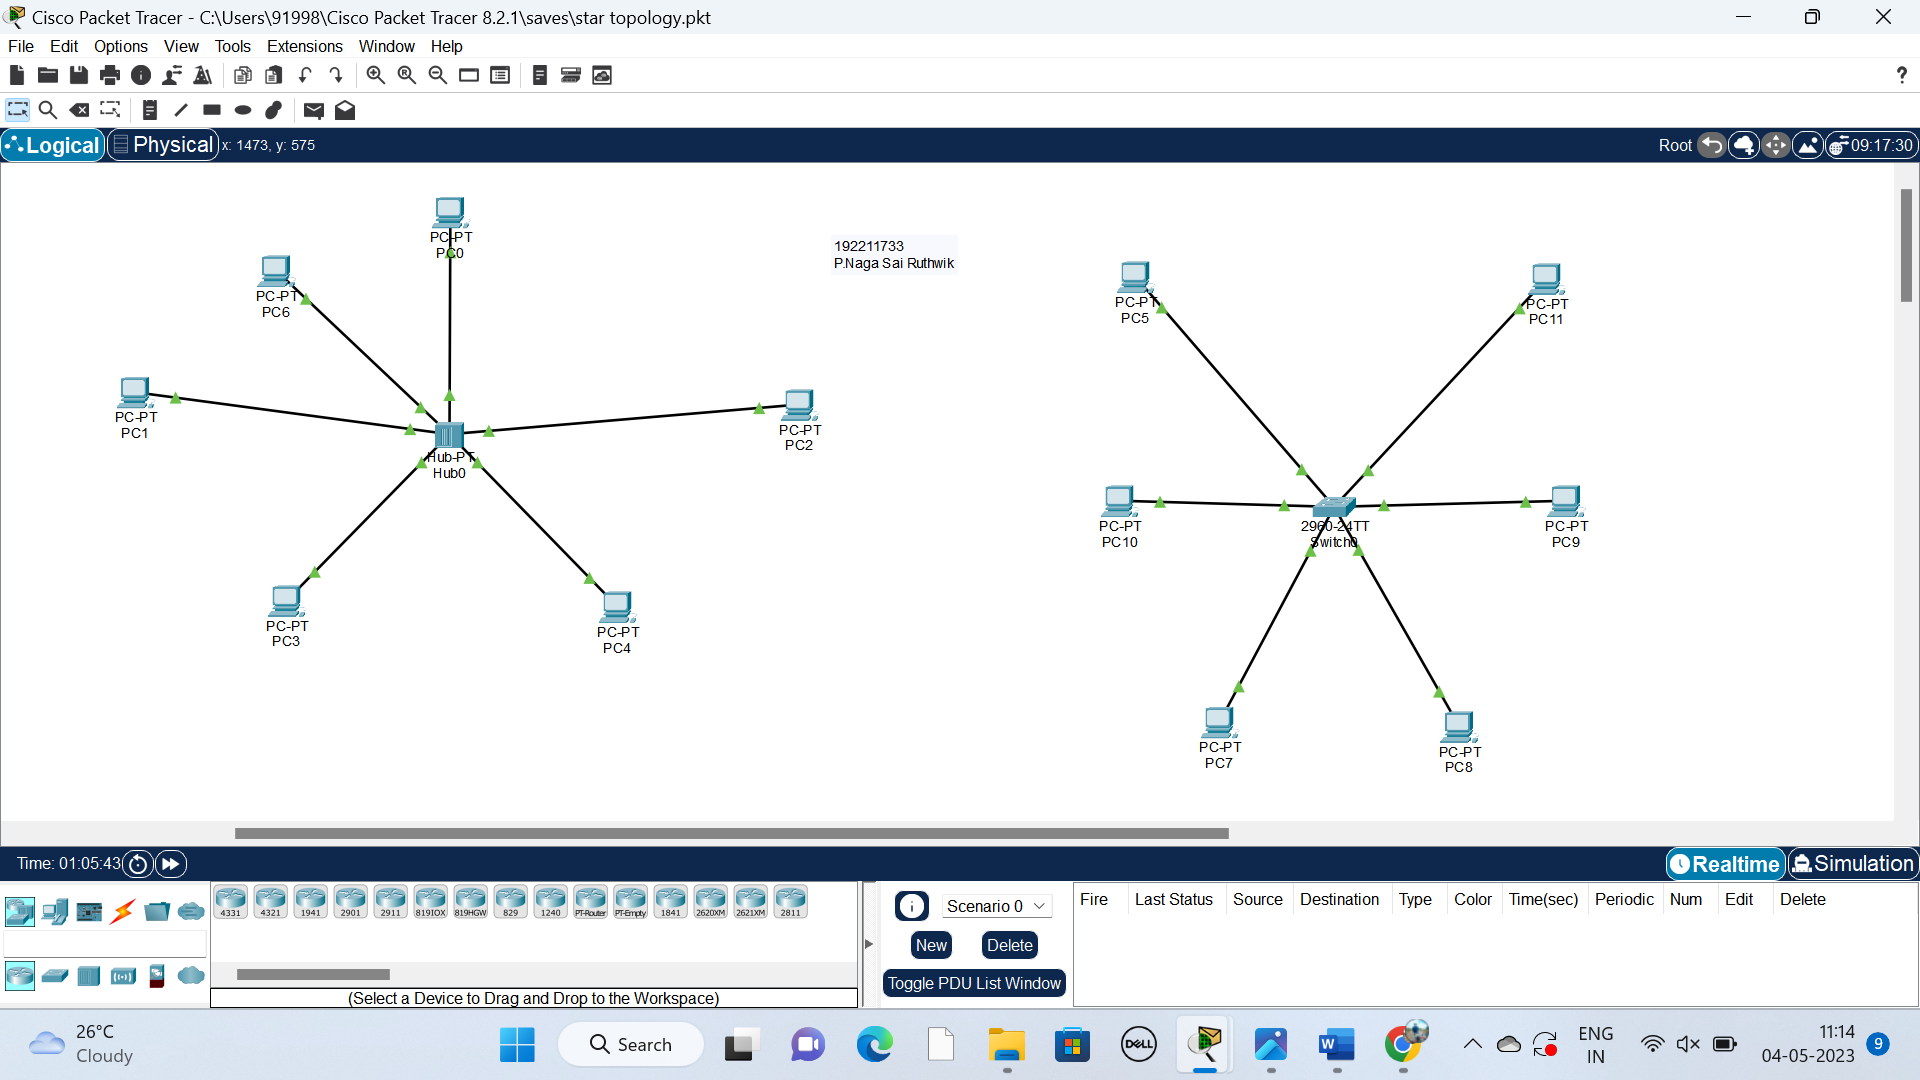 Cisco Packet Tracer - C:\Users\91998\Cisco Packet Tracer 8.2.1\saves\star topology.pkt
File Edit Options View Tools Extensions Window Help
?
Logical Physical x: 1473, y: 575 Root 09:17:30
PC-PT
PC0
192211733
P.Naga Sai Ruthwik
PC-PT
PC6
PC-PT
PC5
PC-PT
PC11
PC-PT
PC1
PC-PT
PC2
Hub-PT
Hub0
PC-PT
PC10
2960-24TT
Switch0
PC-PT
PC9
PC-PT
PC3
PC-PT
PC4
PC-PT
PC7
PC-PT
PC8
Time: 01:05:43 Realtime Simulation
4331 4321 1941 2901 2911 819IOX 819HGW 829 1240 PT-Router PT-Empty 1841 2620XM 2621XM 2811
Scenario 0
New Delete
Toggle PDU List Window
Fire Last Status Source Destination Type Color Time(sec) Periodic Num Edit Delete
(Select a Device to Drag and Drop to the Workspace)
26°C
Cloudy
Search
DELL
W
ENG
IN
11:14
04-05-2023
9